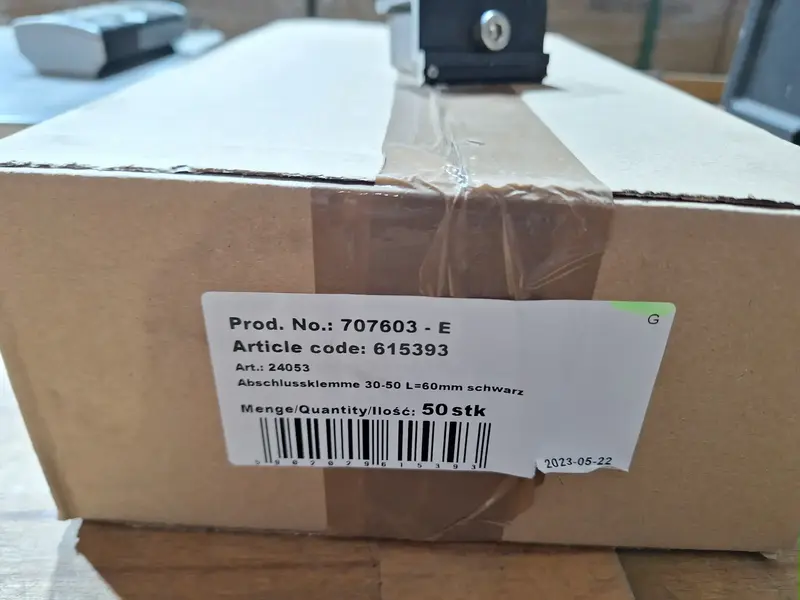 G
Prod. No.: 707603 - E
Article code: 615393
Art.: 24053
Abschlussklemme 30-50 L=60mm schwarz
Menge/Quantity/Ilość: 50 stk
5902029615393
2023-05-22